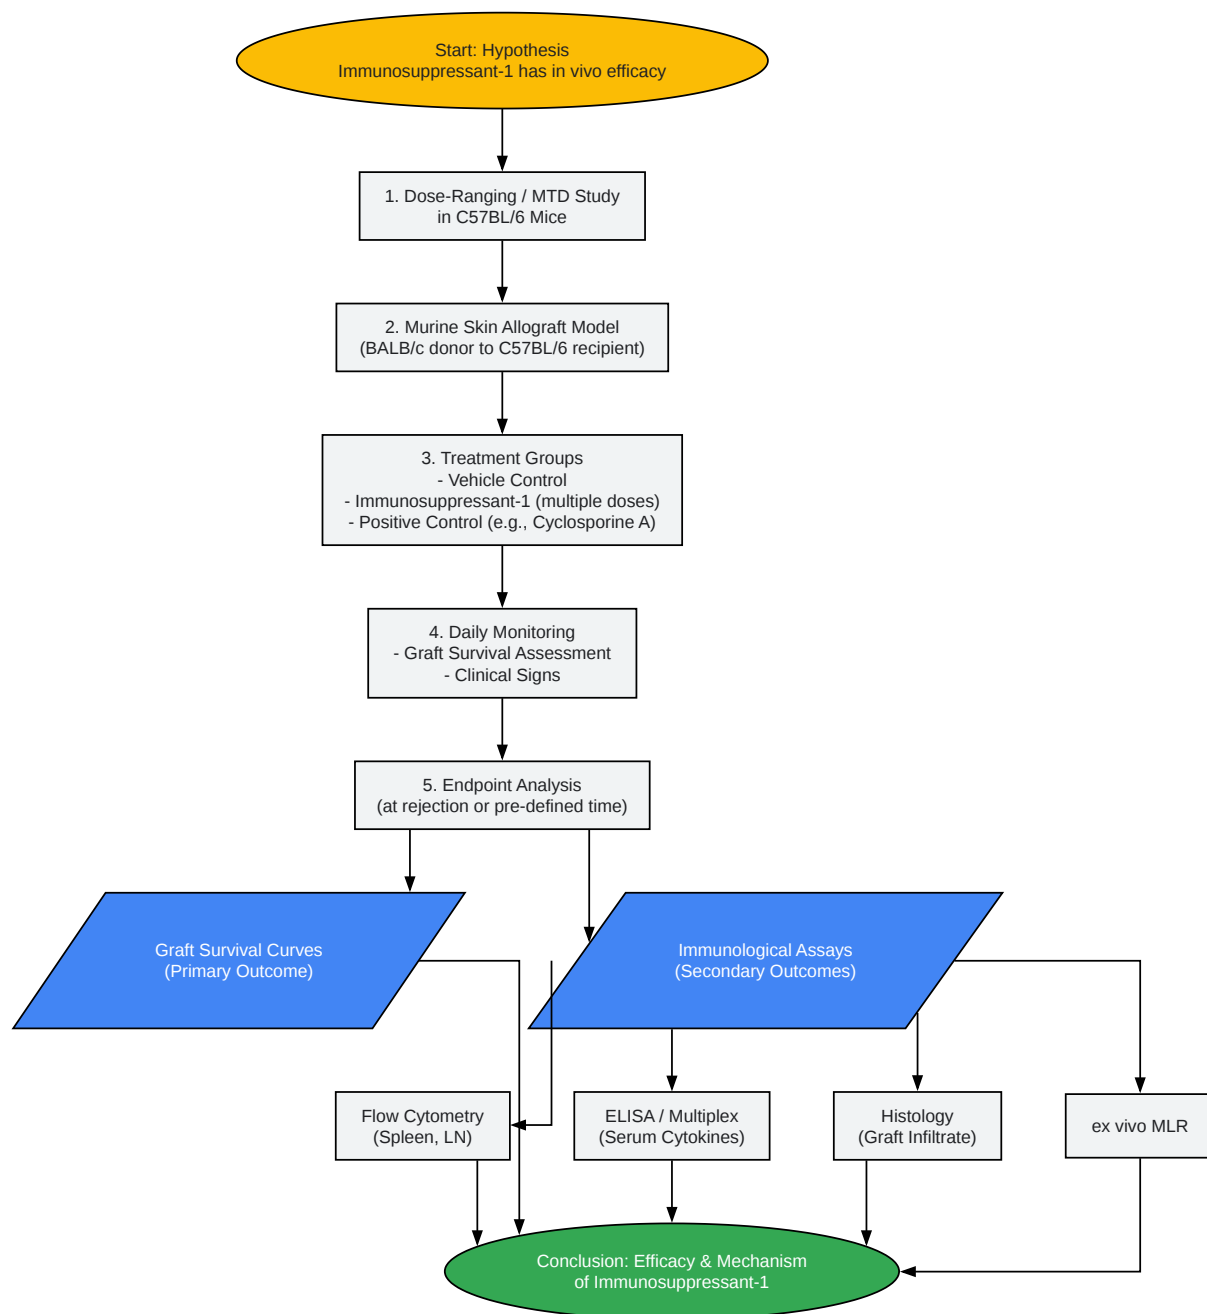 Start: Hypothesis
Immunosuppressant-1 has in vivo efficacy
1. Dose-Ranging / MTD Study
in C57BL/6 Mice
2. Murine Skin Allograft Model
(BALB/c donor to C57BL/6 recipient)
3. Treatment Groups
- Vehicle Control
- Immunosuppressant-1 (multiple doses)
- Positive Control (e.g., Cyclosporine A)
4. Daily Monitoring
- Graft Survival Assessment
- Clinical Signs
5. Endpoint Analysis
(at rejection or pre-defined time)
Graft Survival Curves
(Primary Outcome)
Immunological Assays
(Secondary Outcomes)
Flow Cytometry
(Spleen, LN)
ELISA / Multiplex
(Serum Cytokines)
Histology
(Graft Infiltrate)
ex vivo MLR
Conclusion: Efficacy & Mechanism
of Immunosuppressant-1